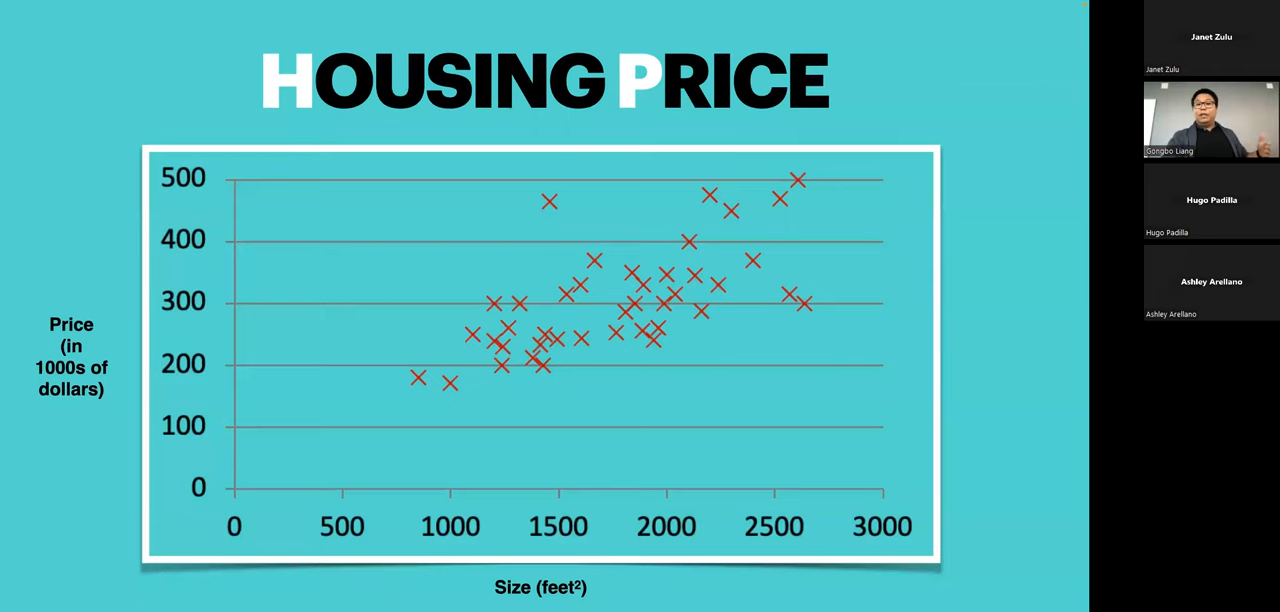 HOUSING PRICE
500
400
300
200
100
0
0 500 1000 1500 2000 2500 3000
Price
(in
1000s of
dollars)
Size (feet²)
Janet Zulu
Janet Zulu
Gongbo Liang
Hugo Padilla
Hugo Padilla
Ashley Arellano
Ashley Arellano